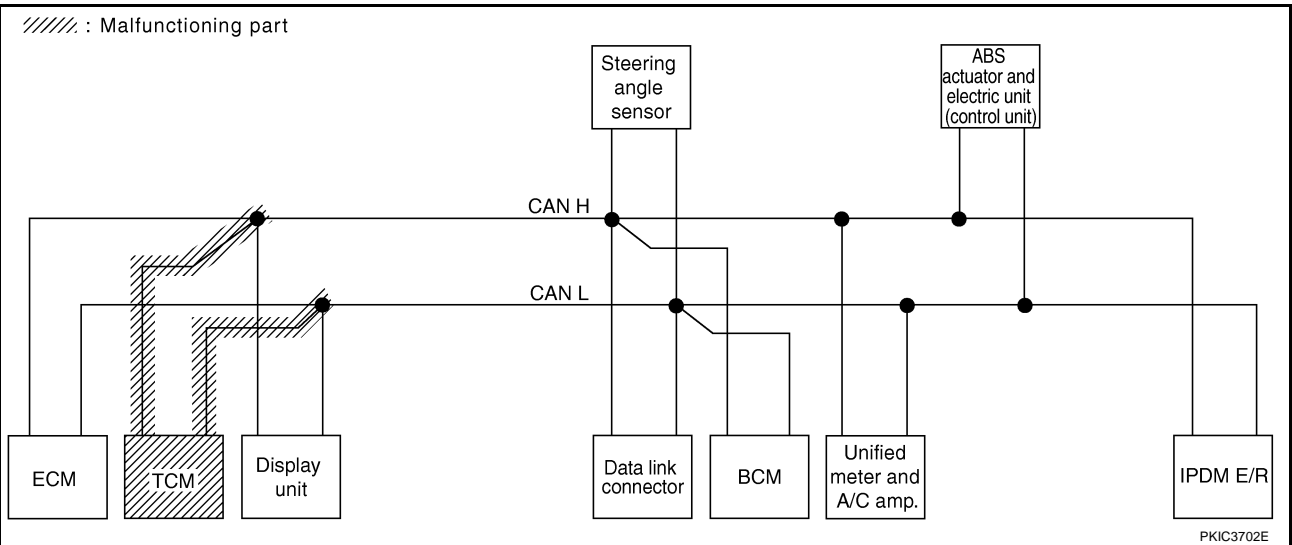 : Malfunctioning part
Steering
angle
sensor
ABS
actuator and
electric unit
(control unit)
CAN H
CAN L
ECM
TCM
Display
unit
Data link
connector
BCM
Unified
meter and
A/C amp.
IPDM E/R
PKIC3702E